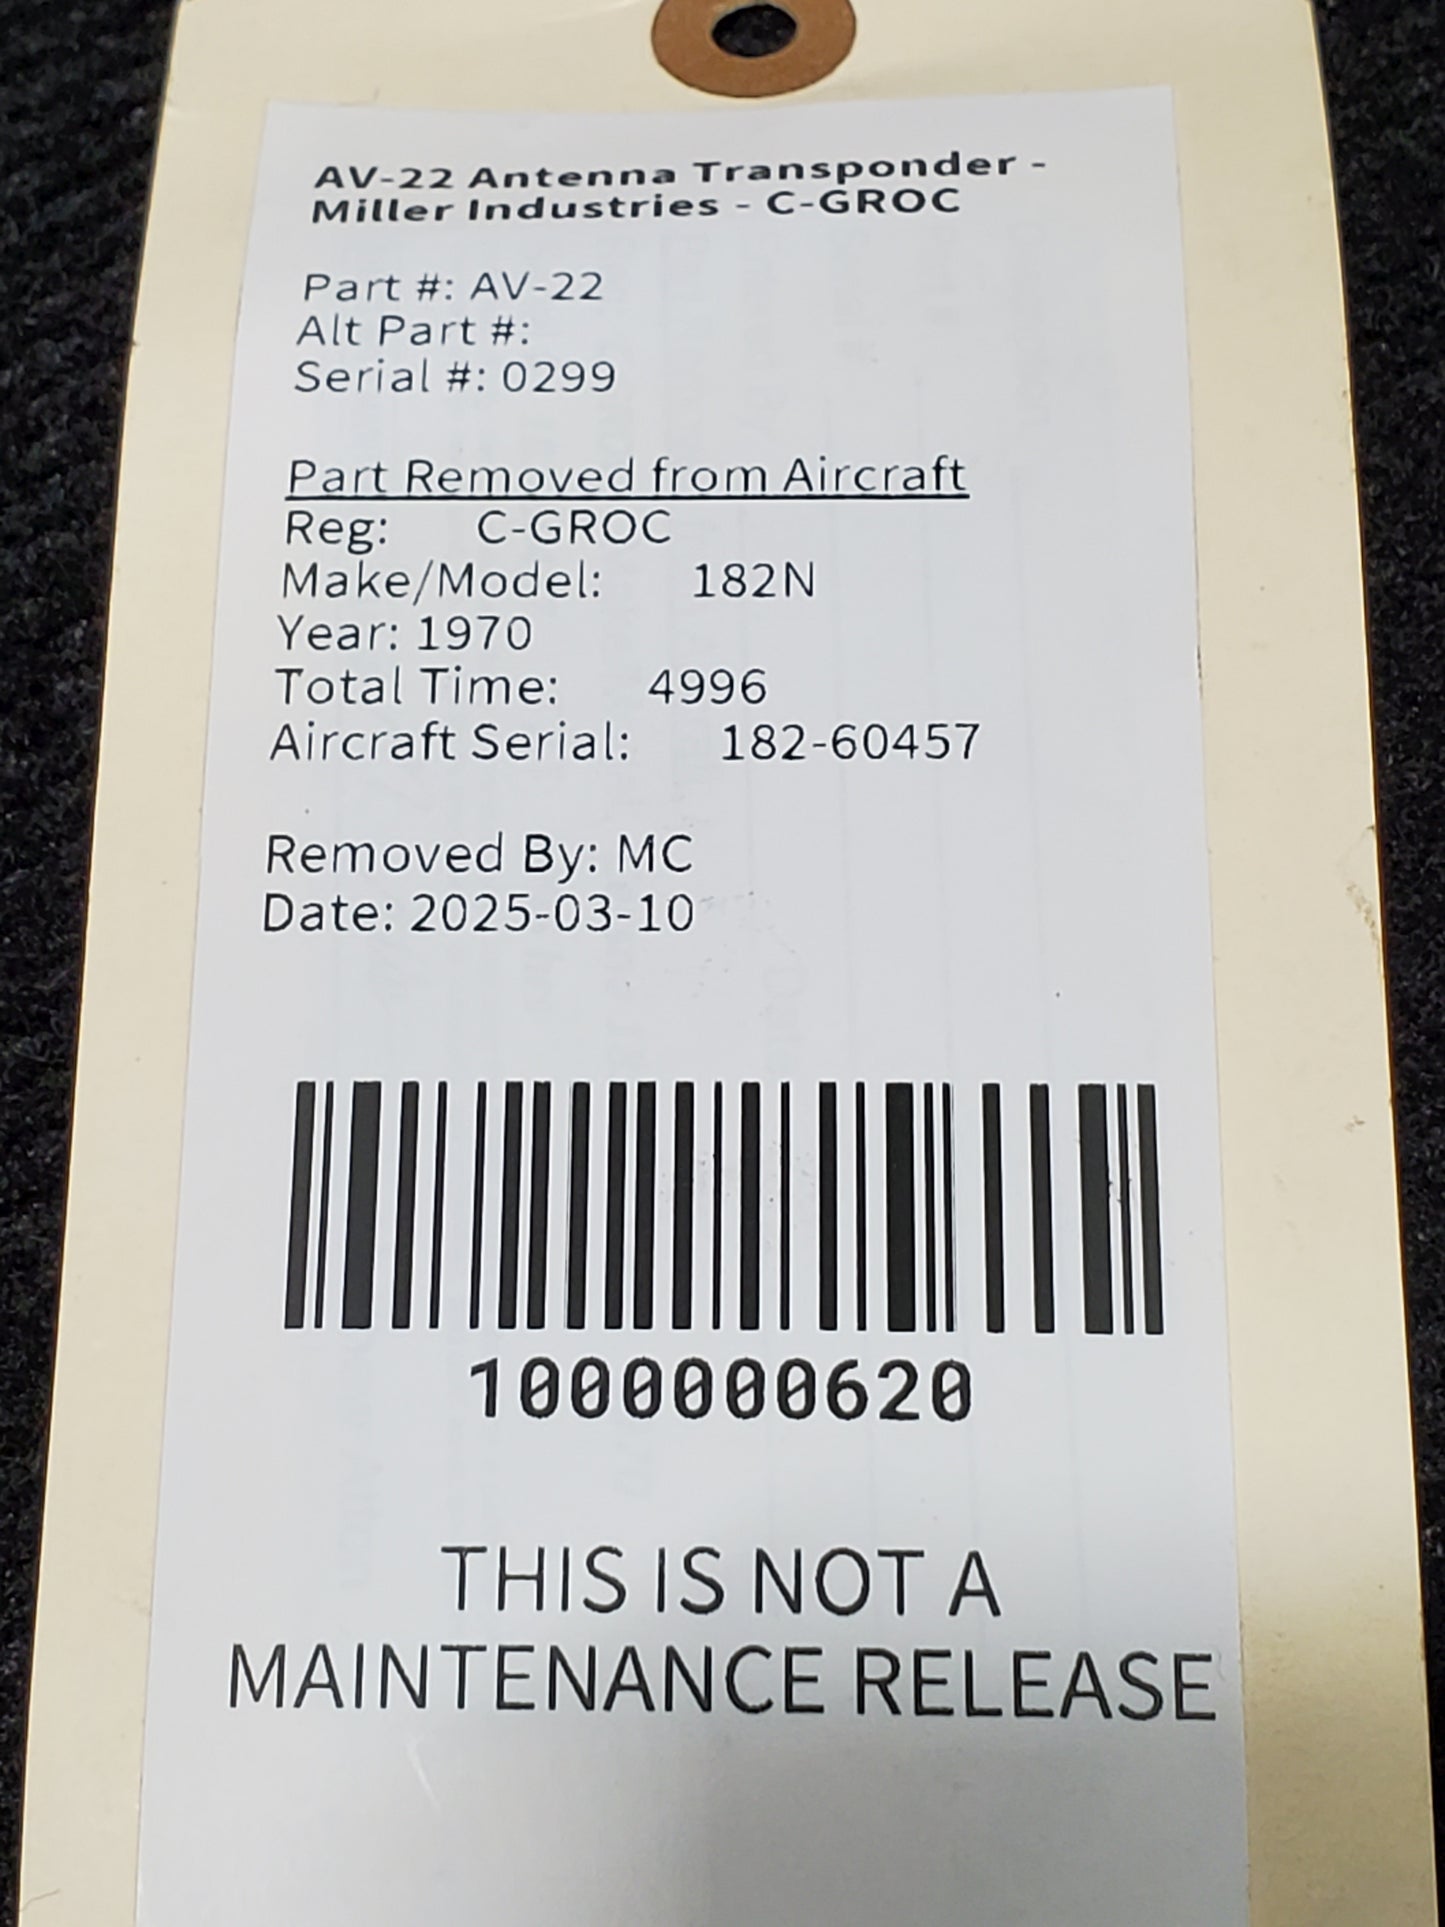 AV-22 Antenna Transponder -
Miller Industries - C-GROC
Part #: AV-22
Alt Part #:
Serial #: 0299
Part Removed from Aircraft
Reg: C-GROC
Make/Model: 182N
Year: 1970
Total Time: 4996
Aircraft Serial: 182-60457
Removed By: MC
Date: 2025-03-10
1000000620
THIS IS NOT A
MAINTENANCE RELEASE